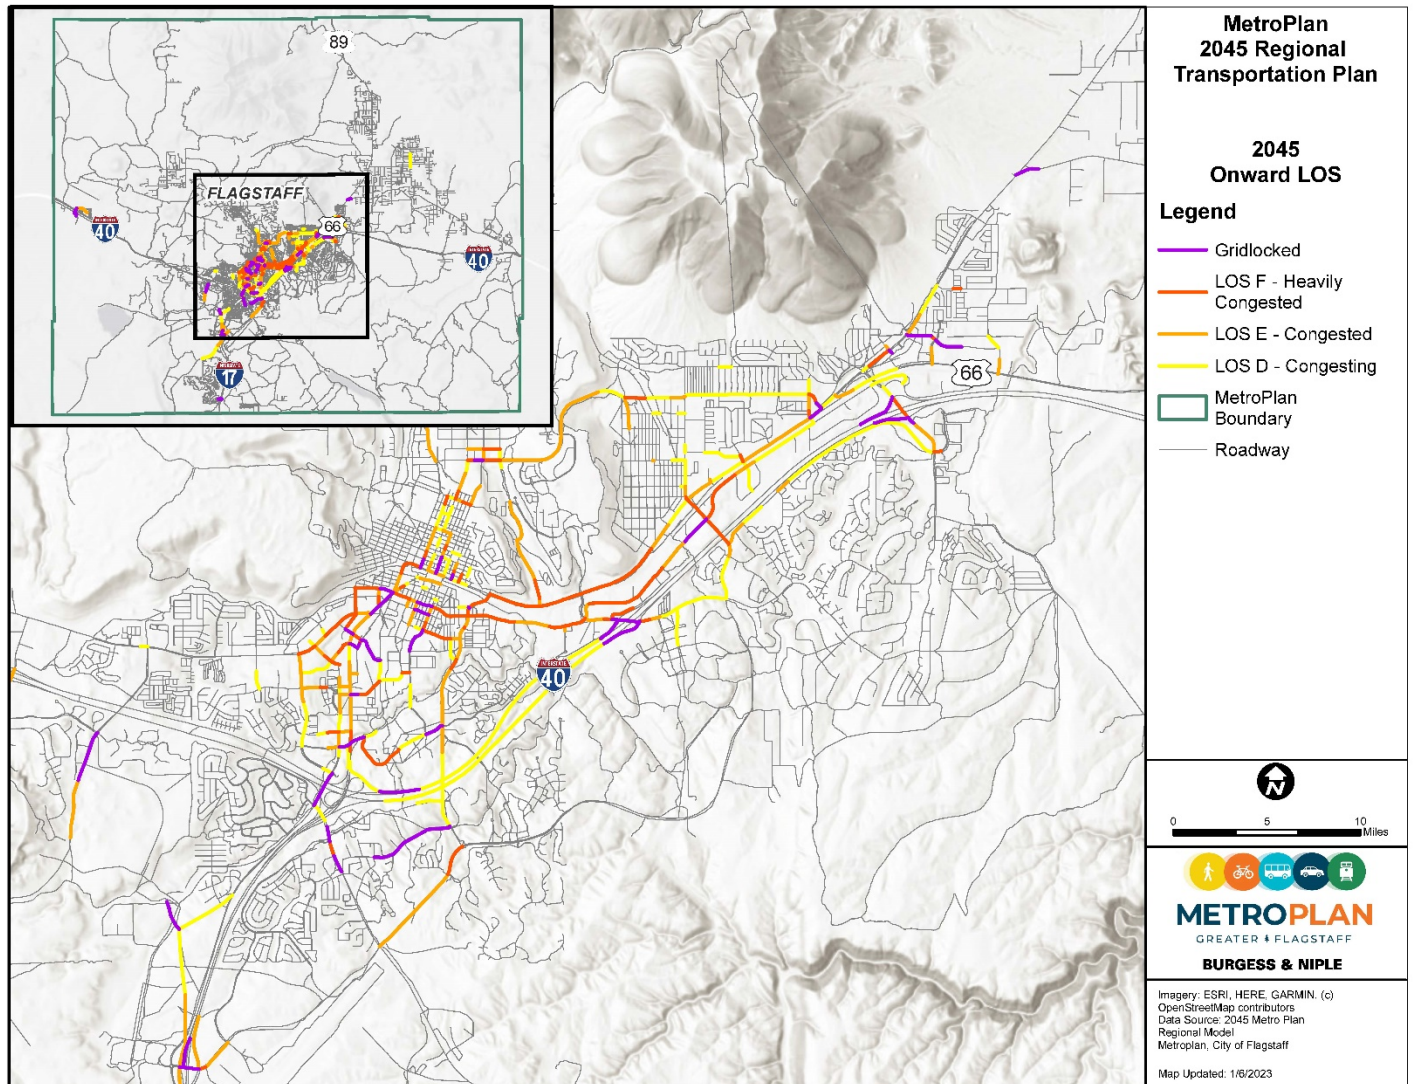 MetroPlan
2045 Regional
Transportation Plan
2045
Onward LOS
Legend
Gridlocked
LOS F - Heavily
Congested
LOS E - Congested
LOS D - Congesting
MetroPlan
Boundary
Roadway
89
FLAGSTAFF
66
40
40
17
66
INTERSTATE
40
N
0 5 10
Miles
METROPLAN
GREATER FLAGSTAFF
BURGESS & NIPLE
Imagery: ESRI, HERE, GARMIN. (c)
OpenStreetMap contributors
Data Source: 2045 Metro Plan
Regional Model
Metroplan, City of Flagstaff
Map Updated: 1/6/2023